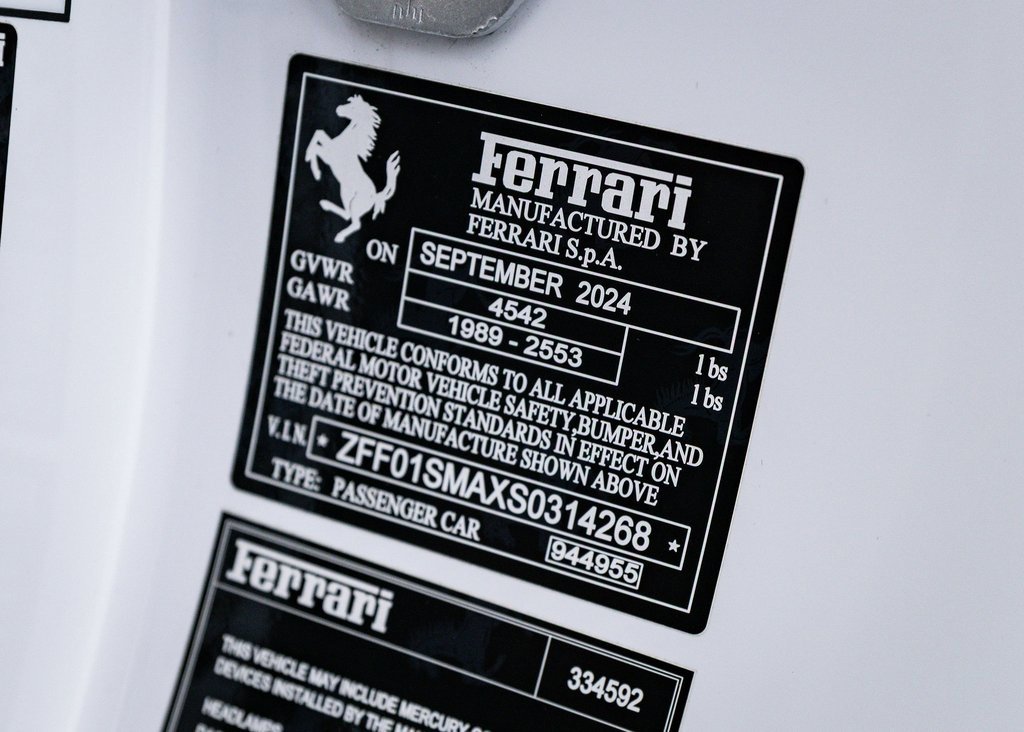 Ferrari
MANUFACTURED BY
FERRARI S.p.A.
ON SEPTEMBER 2024
GVWR 4542 lbs
GAWR 1989 - 2553 lbs
THIS VEHICLE CONFORMS TO ALL APPLICABLE
FEDERAL MOTOR VEHICLE SAFETY,BUMPER,AND
THEFT PREVENTION STANDARDS IN EFFECT ON
THE DATE OF MANUFACTURE SHOWN ABOVE
V.I.N. * ZFF01SMAXS0314268 *
TYPE: PASSENGER CAR 944955
Ferrari 334592
THIS VEHICLE MAY INCLUDE MERCURY
DEVICES INSTALLED BY THE
HEADLAMPS